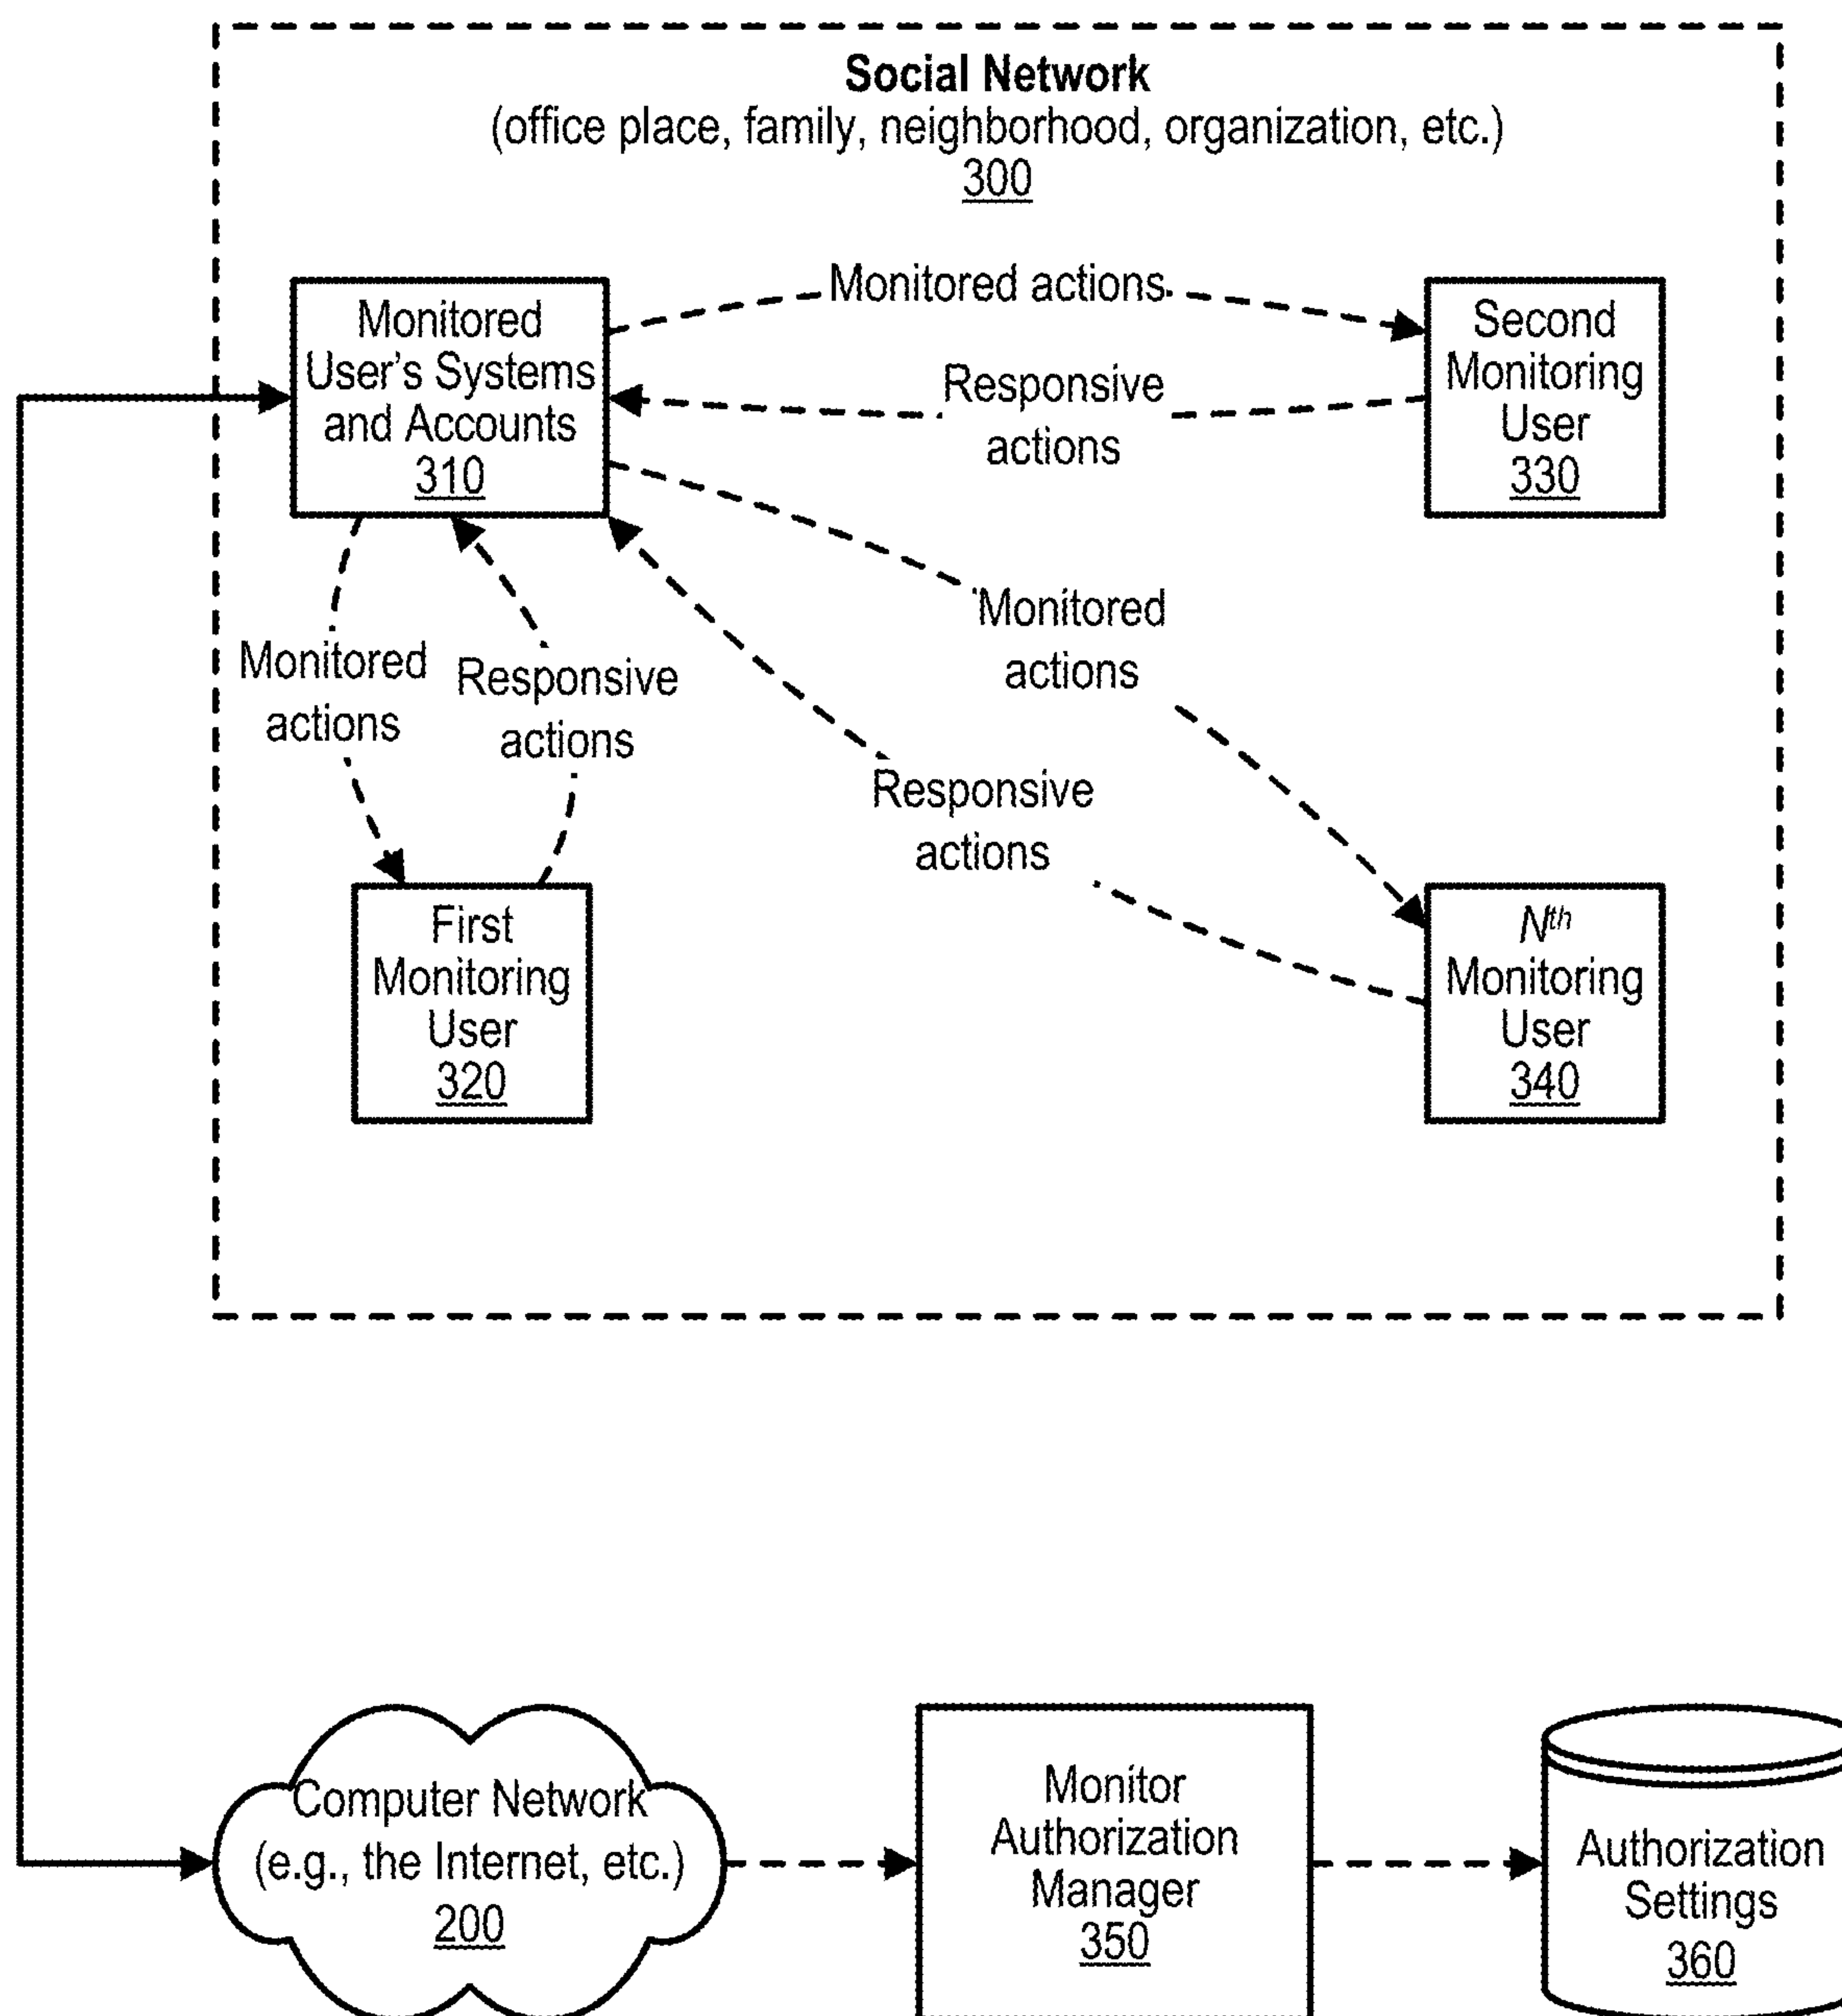 Social Network
(office place, family, neighborhood, organization, etc.)
300
Monitored
User's Systems
and Accounts
310
Monitored actions
Responsive
actions
Second
Monitoring
User
330
Monitored
actions
Responsive
actions
Monitored
actions
Responsive
actions
First
Monitoring
User
320
Nth
Monitoring
User
340
Computer Network
(e.g., the Internet, etc.)
200
Monitor
Authorization
Manager
350
Authorization
Settings
360